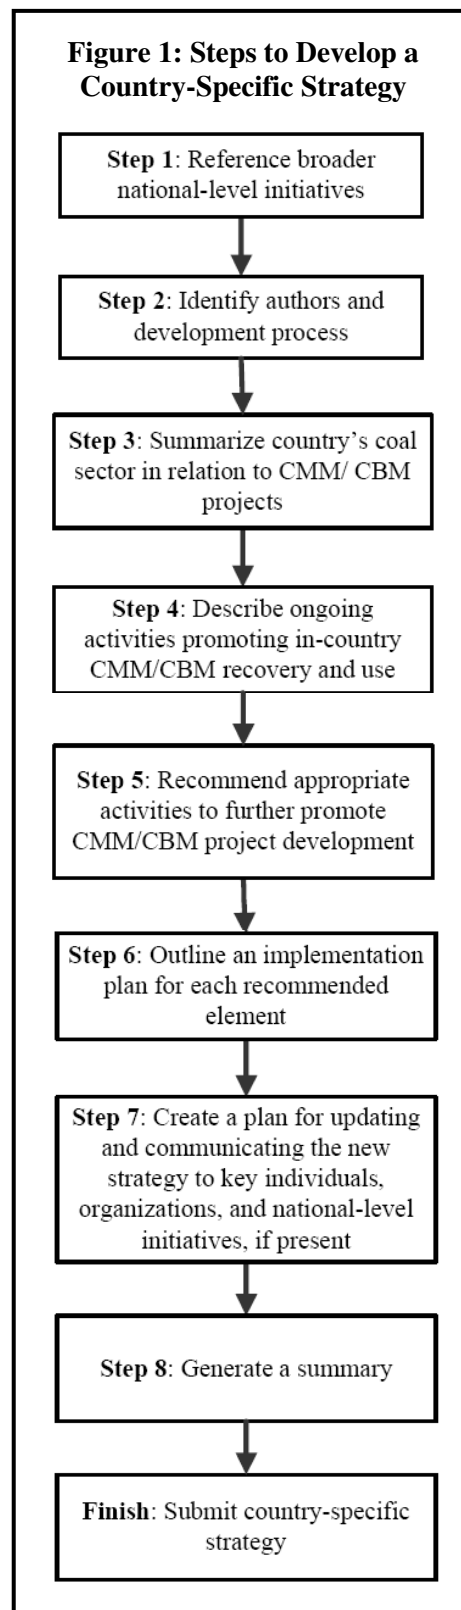 Figure 1: Steps to Develop a
Country-Specific Strategy
Step 1: Reference broader
national-level initiatives
Step 2: Identify authors and
development process
Step 3: Summarize country's coal
sector in relation to CMM/ CBM
projects
Step 4: Describe ongoing
activities promoting in-country
CMM/CBM recovery and use
Step 5: Recommend appropriate
activities to further promote
CMM/CBM project development
Step 6: Outline an implementation
plan for each recommended
element
Step 7: Create a plan for updating
and communicating the new
strategy to key individuals,
organizations, and national-level
initiatives, if present
Step 8: Generate a summary
Finish: Submit country-specific
strategy